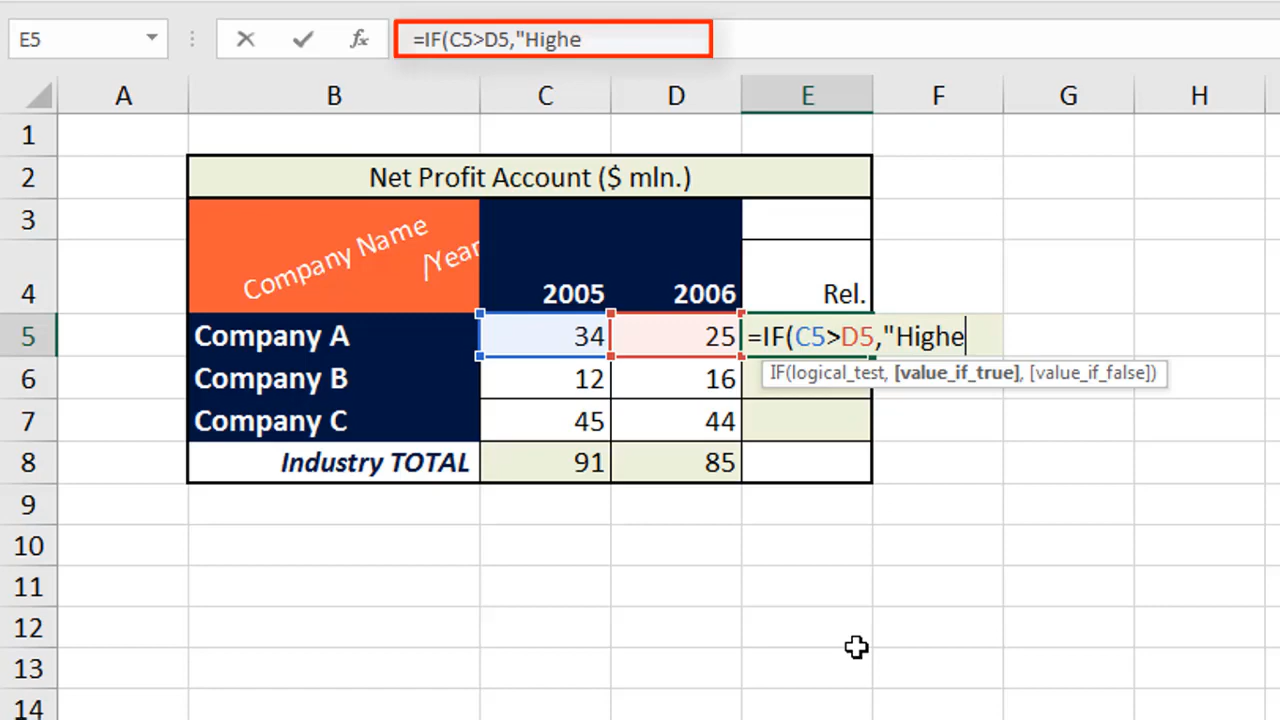 E5 =IF(C5>D5,"Highe
A B C D E F G H
1
2 Net Profit Account ($ mln.)
3 Company Name
/Year
4 2005 2006 Rel.
5 Company A 34 25 =IF(C5>D5,"Highe
IF(logical_test, [value_if_true], [value_if_false])
6 Company B 12 16
7 Company C 45 44
8 Industry TOTAL 91 85
9
10
11
12
13
14